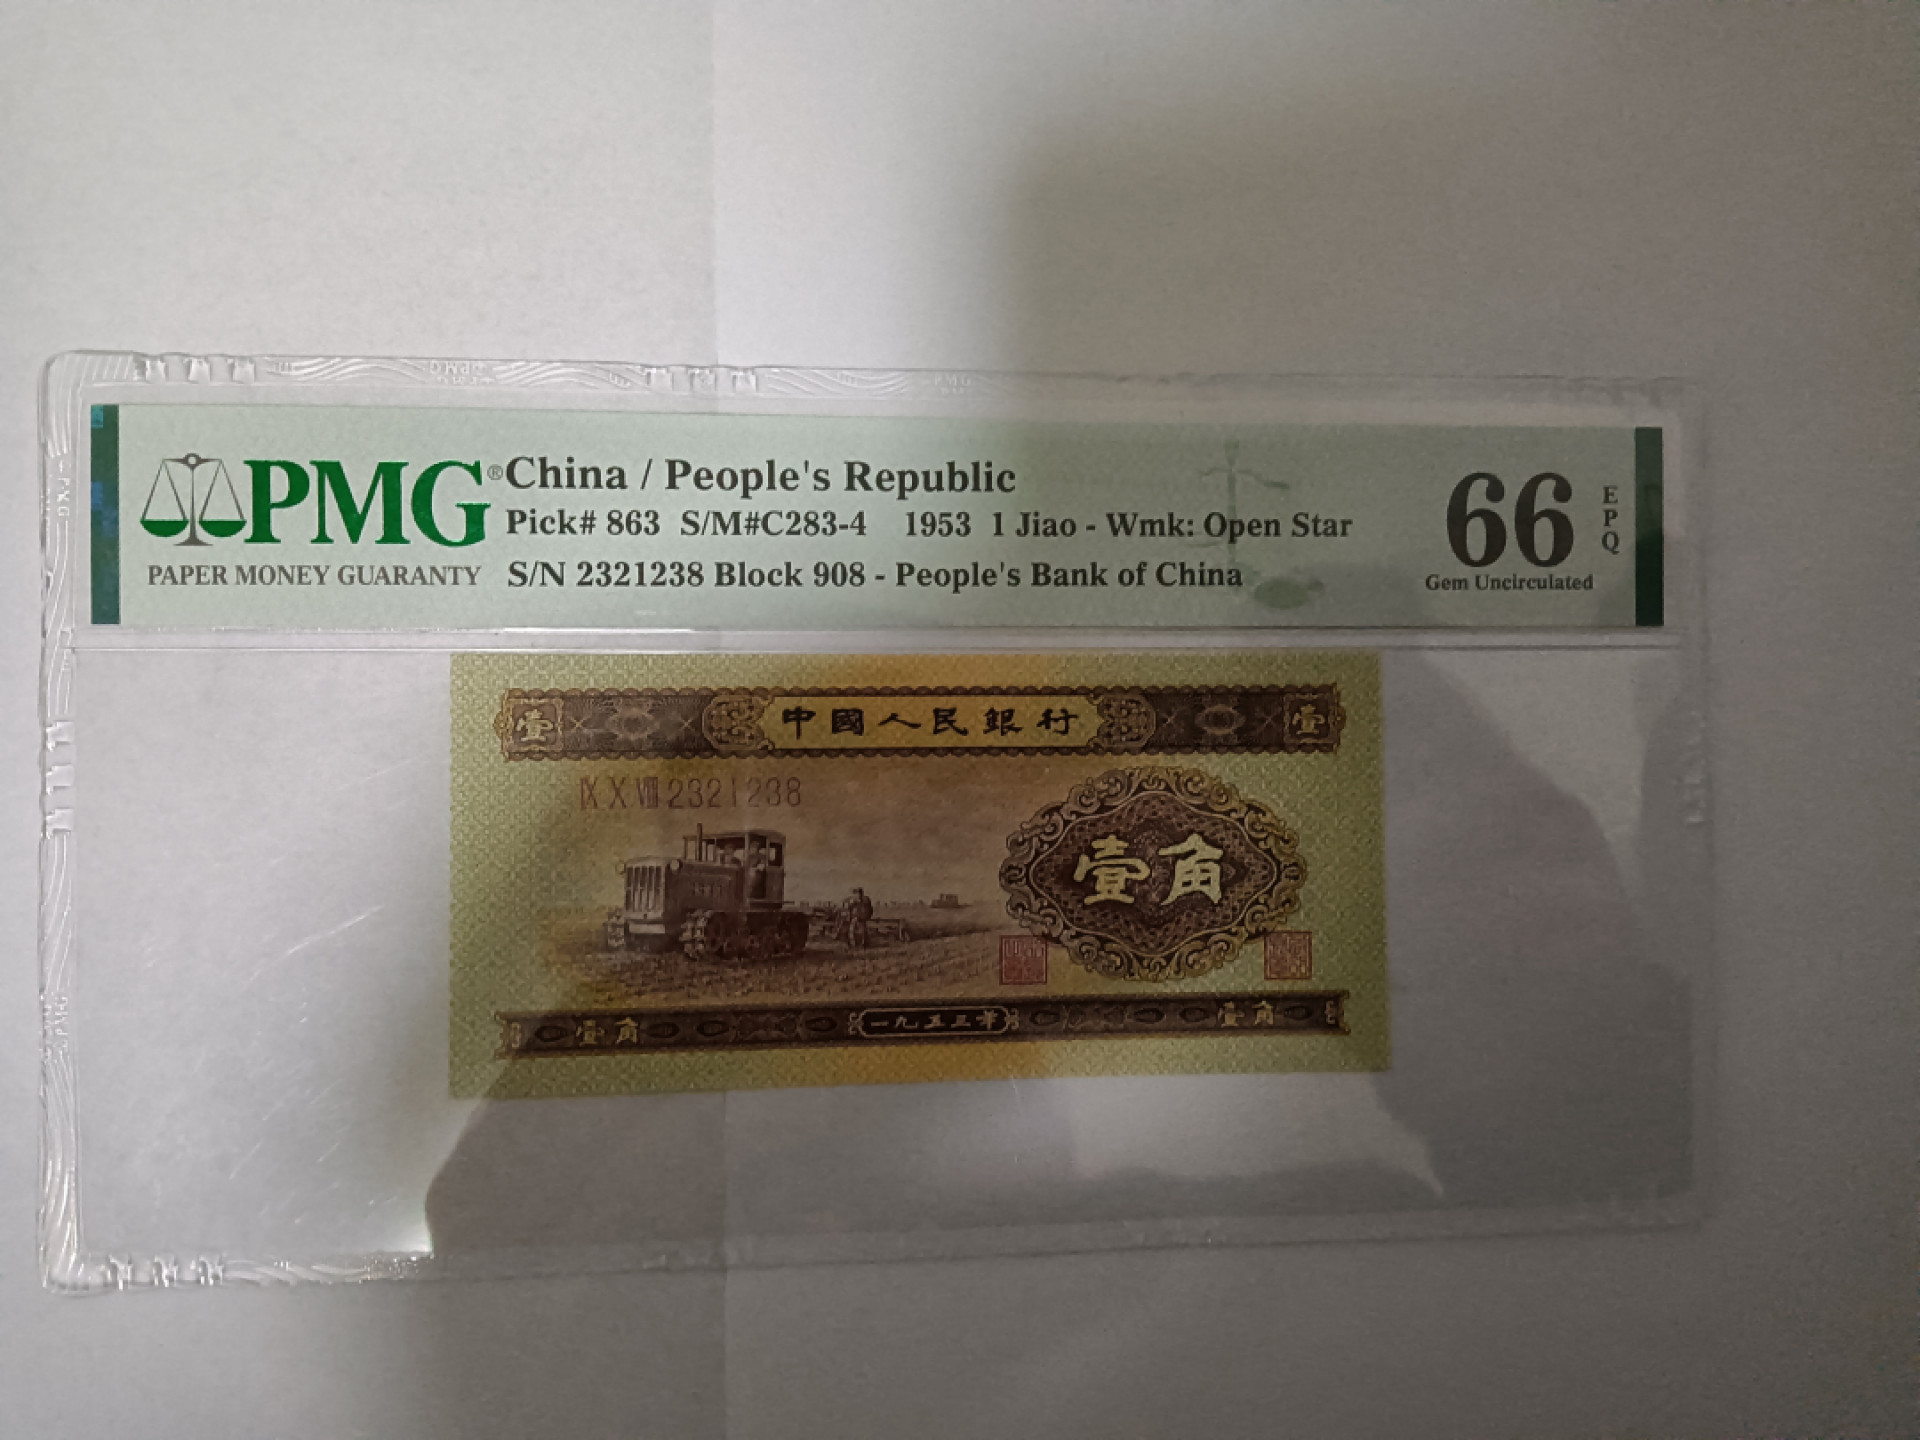 PMG®
PAPER MONEY GUARANTY
China / People's Republic
Pick# 863 S/M#C283-4 1953 1 Jiao - Wmk: Open Star
S/N 2321238 Block 908 - People's Bank of China
66
EPQ
Gem Uncirculated
壹 中國人民銀行 壹
IX X VIII 2321238
壹角
壹角 一九五三年 壹角